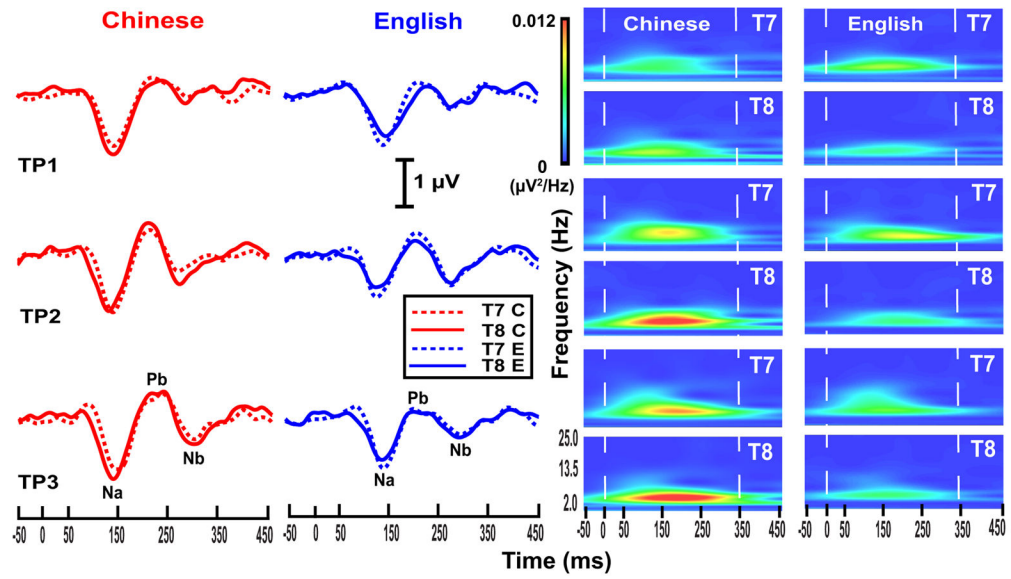 Chinese
English
TP1
TP2
TP3
1 µV
T7 C
T8 C
T7 E
T8 E
Pb
Na
Nb
Pb
Na
Nb
-50 0 50 150 250 350 450
-50 0 50 150 250 350 450
0.012
0
(µV²/Hz)
Frequency (Hz)
Chinese T7
English T7
T8
T8
T7
T7
T8
T8
T7
T7
25.0
13.5
2.0
T8
T8
-50 0 50 150 250 350 450
-50 0 50 150 250 350 450
Time (ms)